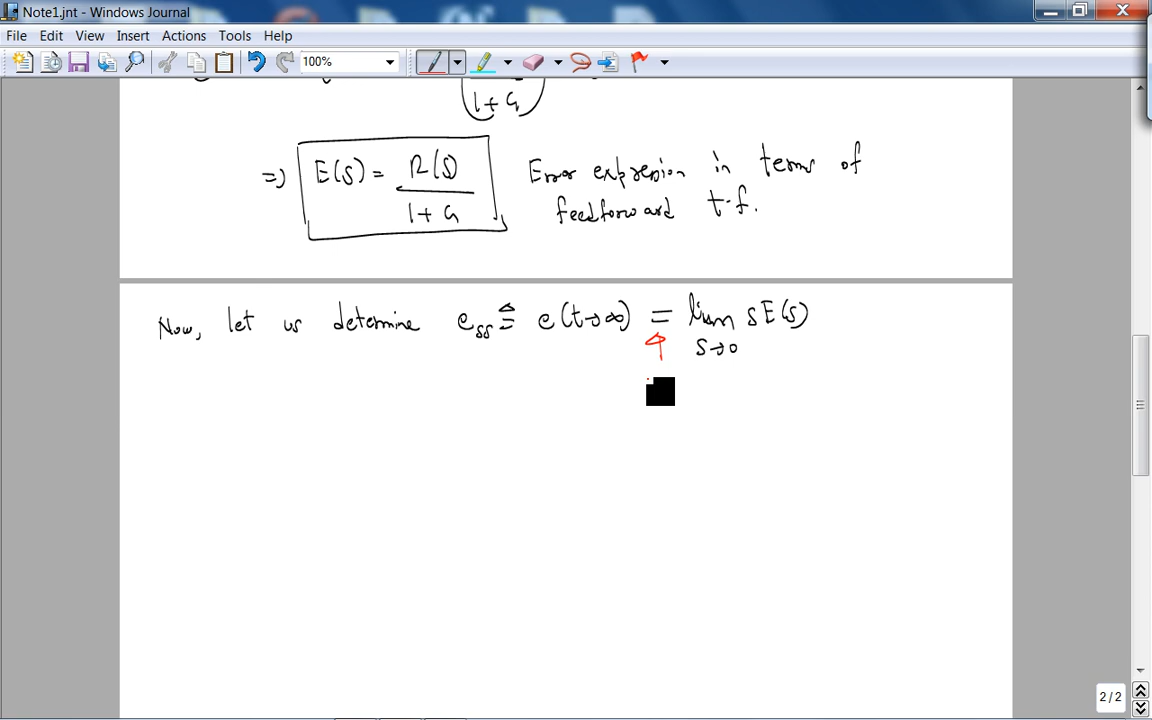 Note1.jnt - Windows Journal
File Edit View Insert Actions Tools Help
100%
1+G
=) E(s) = R(s) Error expression in terms of
1+G feedforward t.f.
Now, let us determine e_ss ≜ e(t→∞) = lim sE(s)
s→0
2/2